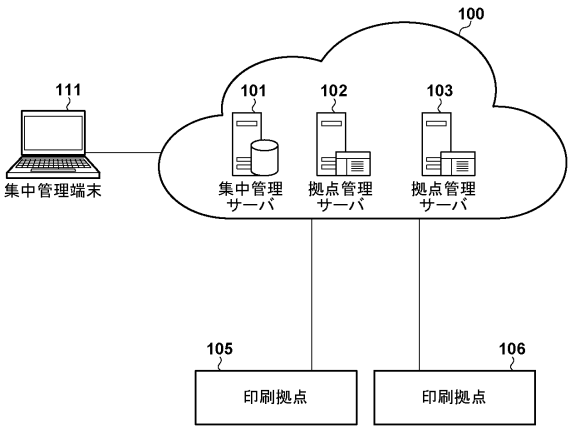 100
111
101
102
103
集中管理端末
集中管理
サーバ
拠点管理
サーバ
拠点管理
サーバ
105
106
印刷拠点
印刷拠点